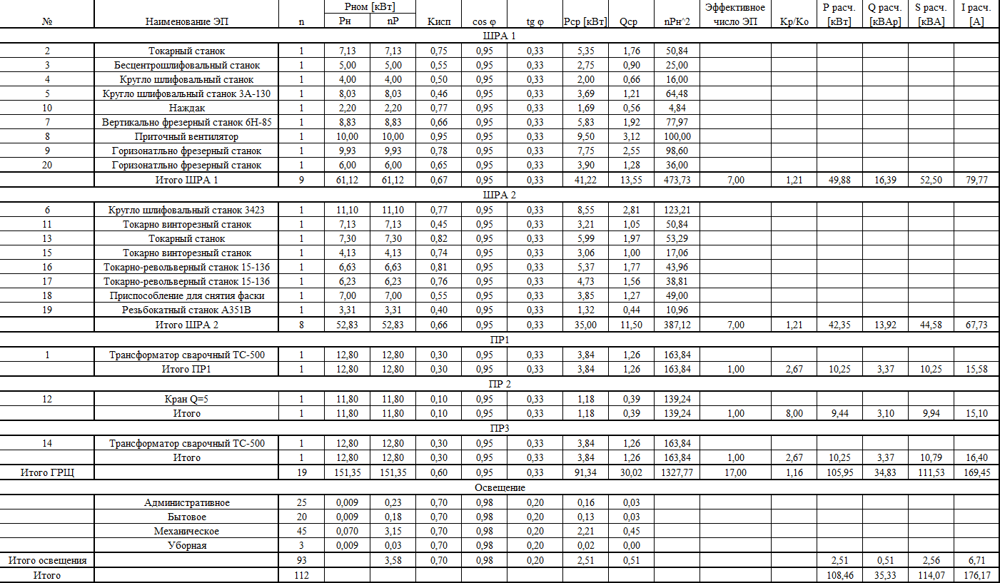 № Наименование ЭП n Рном [кВт] Рн nP Кисп cos φ tg φ Рср [кВт] Qср nРн^2 Эффективное число ЭП Кр/Ко Р расч. [кВт] Q расч. [кВАр] S расч. [кВА] I расч. [А]
ШРА 1
2 Токарный станок 1 7,13 7,13 0,75 0,95 0,33 5,35 1,76 50,84
3 Бесцентрошлифовальный станок 1 5,00 5,00 0,55 0,95 0,33 2,75 0,90 25,00
4 Кругло шлифовальный станок 1 4,00 4,00 0,50 0,95 0,33 2,00 0,66 16,00
5 Кругло шлифовальный станок 3А-130 1 8,03 8,03 0,46 0,95 0,33 3,69 1,21 64,48
10 Наждак 1 2,20 2,20 0,77 0,95 0,33 1,69 0,56 4,84
7 Вертикально фрезерный станок 6Н-85 1 8,83 8,83 0,66 0,95 0,33 5,83 1,92 77,97
8 Приточный вентилятор 1 10,00 10,00 0,95 0,95 0,33 9,50 3,12 100,00
9 Горизонатльно фрезерный станок 1 9,93 9,93 0,78 0,95 0,33 7,75 2,55 98,60
20 Горизонатльно фрезерный станок 1 6,00 6,00 0,65 0,95 0,33 3,90 1,28 36,00
Итого ШРА 1 9 61,12 61,12 0,67 0,95 0,33 41,22 13,55 473,73 7,00 1,21 49,88 16,39 52,50 79,77
ШРА 2
6 Кругло шлифовальный станок 3423 1 11,10 11,10 0,77 0,95 0,33 8,55 2,81 123,21
11 Токарно винторезный станок 1 7,13 7,13 0,45 0,95 0,33 3,21 1,05 50,84
13 Токарный станок 1 7,30 7,30 0,82 0,95 0,33 5,99 1,97 53,29
15 Токарно винторезный станок 1 4,13 4,13 0,74 0,95 0,33 3,06 1,00 17,06
16 Токарно-револьверный станок 15-136 1 6,63 6,63 0,81 0,95 0,33 5,37 1,77 43,96
17 Токарно-револьверный станок 15-136 1 6,23 6,23 0,76 0,95 0,33 4,73 1,56 38,81
18 Приспособление для снятия фаски 1 7,00 7,00 0,55 0,95 0,33 3,85 1,27 49,00
19 Резьбокатный станок А351В 1 3,31 3,31 0,40 0,95 0,33 1,32 0,44 10,96
Итого ШРА 2 8 52,83 52,83 0,66 0,95 0,33 35,00 11,50 387,12 7,00 1,21 42,35 13,92 44,58 67,73
ПР1
1 Трансформатор сварочный ТС-500 1 12,80 12,80 0,30 0,95 0,33 3,84 1,26 163,84
Итого ПР1 1 12,80 12,80 0,30 0,95 0,33 3,84 1,26 163,84 1,00 2,67 10,25 3,37 10,25 15,58
ПР 2
12 Кран Q=5 1 11,80 11,80 0,10 0,95 0,33 1,18 0,39 139,24
Итого 1 11,80 11,80 0,10 0,95 0,33 1,18 0,39 139,24 1,00 8,00 9,44 3,10 9,94 15,10
ПР3
14 Трансформатор сварочный ТС-500 1 12,80 12,80 0,30 0,95 0,33 3,84 1,26 163,84
Итого 1 12,80 12,80 0,30 0,95 0,33 3,84 1,26 163,84 1,00 2,67 10,25 3,37 10,79 16,40
Итого ГРЩ 19 151,35 151,35 0,60 0,95 0,33 91,34 30,02 1327,77 17,00 1,16 105,95 34,83 111,53 169,45
Освещение
Административное 25 0,009 0,23 0,70 0,98 0,20 0,16 0,03
Бытовое 20 0,009 0,18 0,70 0,98 0,20 0,13 0,03
Механическое 45 0,070 3,15 0,70 0,98 0,20 2,21 0,45
Уборная 3 0,009 0,03 0,70 0,98 0,20 0,02 0,00
Итого освещения 93 3,58 0,70 0,98 0,20 2,51 0,51 2,51 0,51 2,56 6,71
Итого 112 108,46 35,33 114,07 176,17